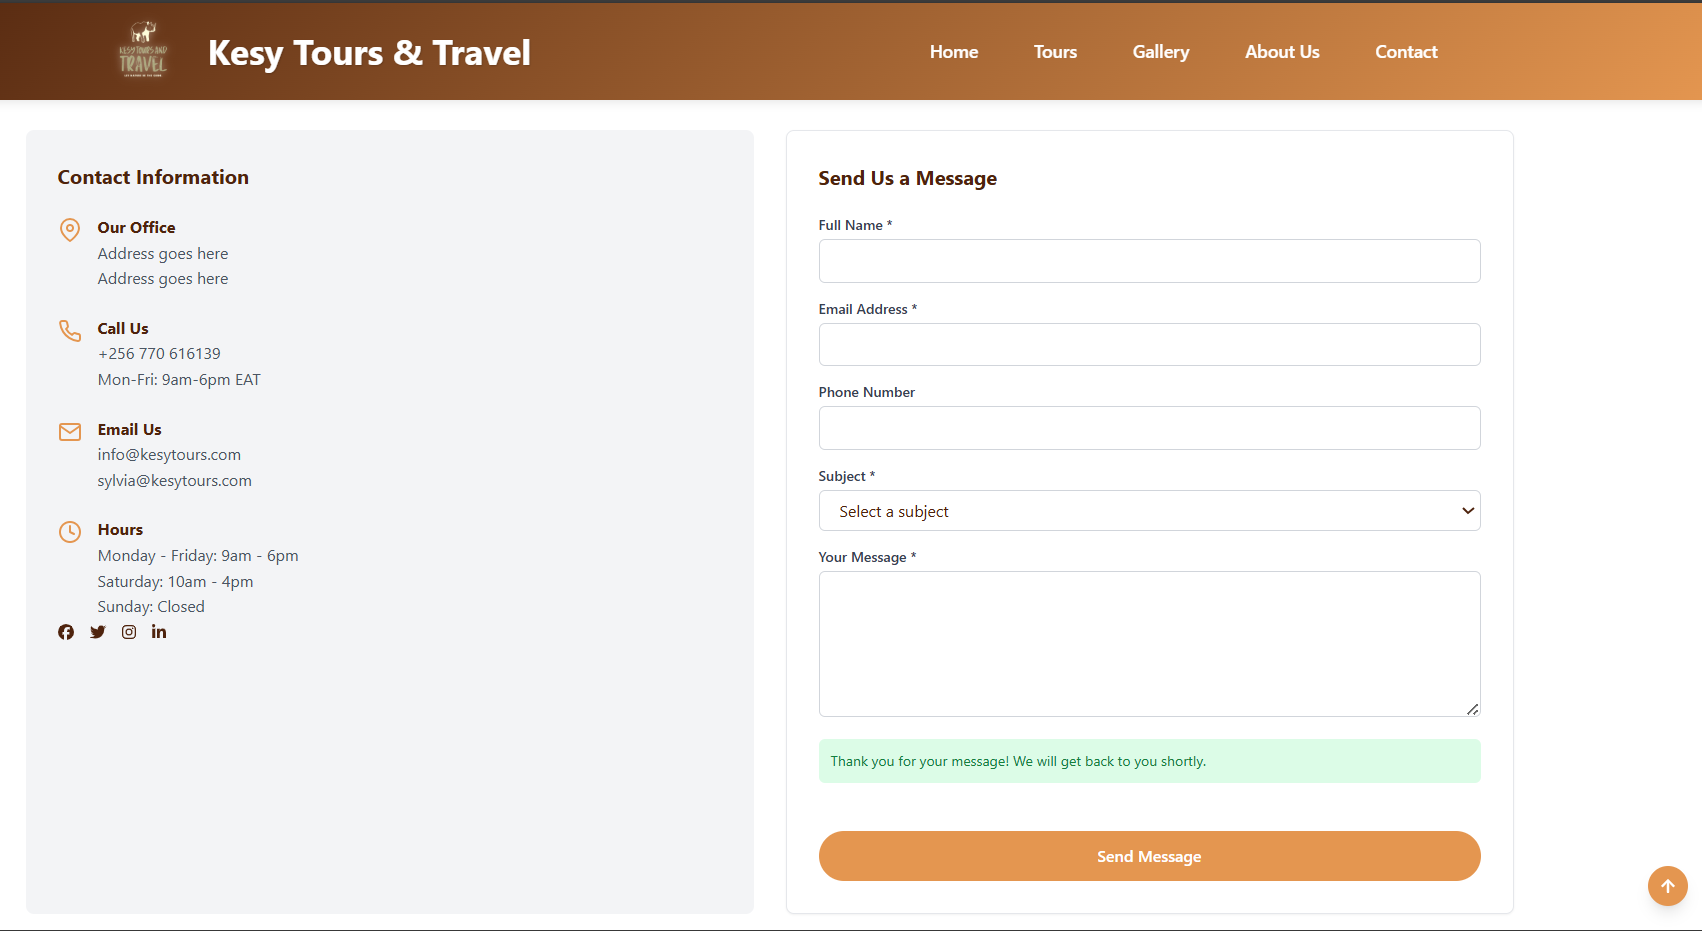 KESY TOURS AND
TRAVEL
Kesy Tours & Travel
Home
Tours
Gallery
About Us
Contact
Contact Information
Our Office
Address goes here
Address goes here
Call Us
+256 770 616139
Mon-Fri: 9am-6pm EAT
Email Us
info@kesytours.com
sylvia@kesytours.com
Hours
Monday - Friday: 9am - 6pm
Saturday: 10am - 4pm
Sunday: Closed
Send Us a Message
Full Name *
Email Address *
Phone Number
Subject *
Select a subject
Your Message *
Thank you for your message! We will get back to you shortly.
Send Message